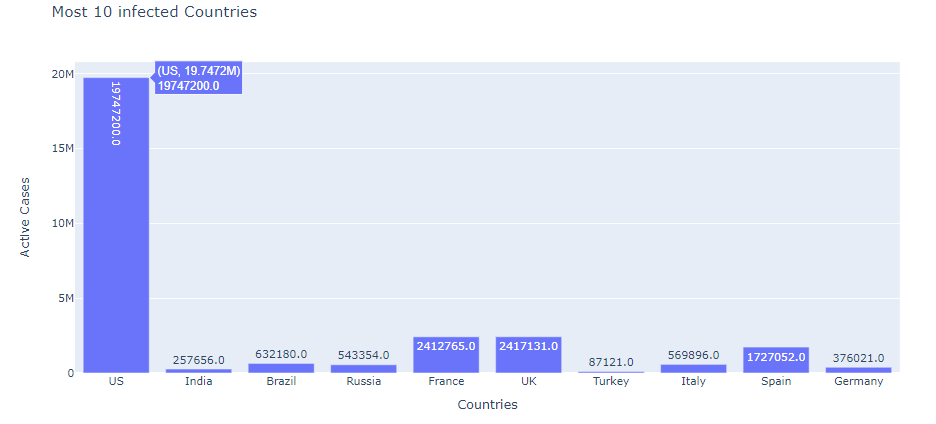 Most 10 infected Countries
(US, 19.7472M)
19747200.0
20M
15M
10M
5M
0
Active Cases
19747200.0
257656.0
632180.0
543354.0
2412765.0
2417131.0
87121.0
569896.0
1727052.0
376021.0
US
India
Brazil
Russia
France
UK
Turkey
Italy
Spain
Germany
Countries